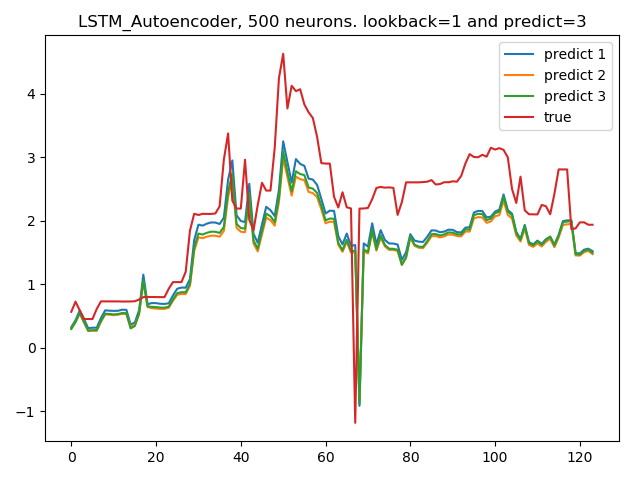 LSTM_Autoencoder, 500 neurons. lookback=1 and predict=3
predict 1
predict 2
predict 3
true
4
3
2
1
0
−1
0 20 40 60 80 100 120